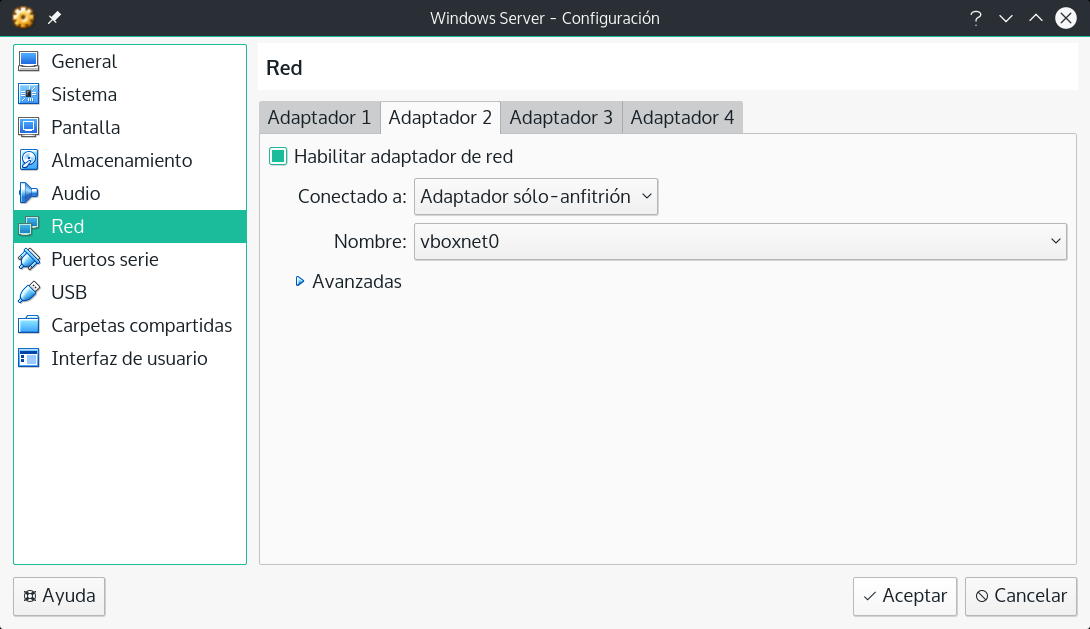 Windows Server - Configuración
?
General
Sistema
Pantalla
Almacenamiento
Audio
Red
Puertos serie
USB
Carpetas compartidas
Interfaz de usuario
Red
Adaptador 1 Adaptador 2 Adaptador 3 Adaptador 4
Habilitar adaptador de red
Conectado a: Adaptador sólo-anfitrión
Nombre: vboxnet0
Avanzadas
Ayuda Aceptar Cancelar